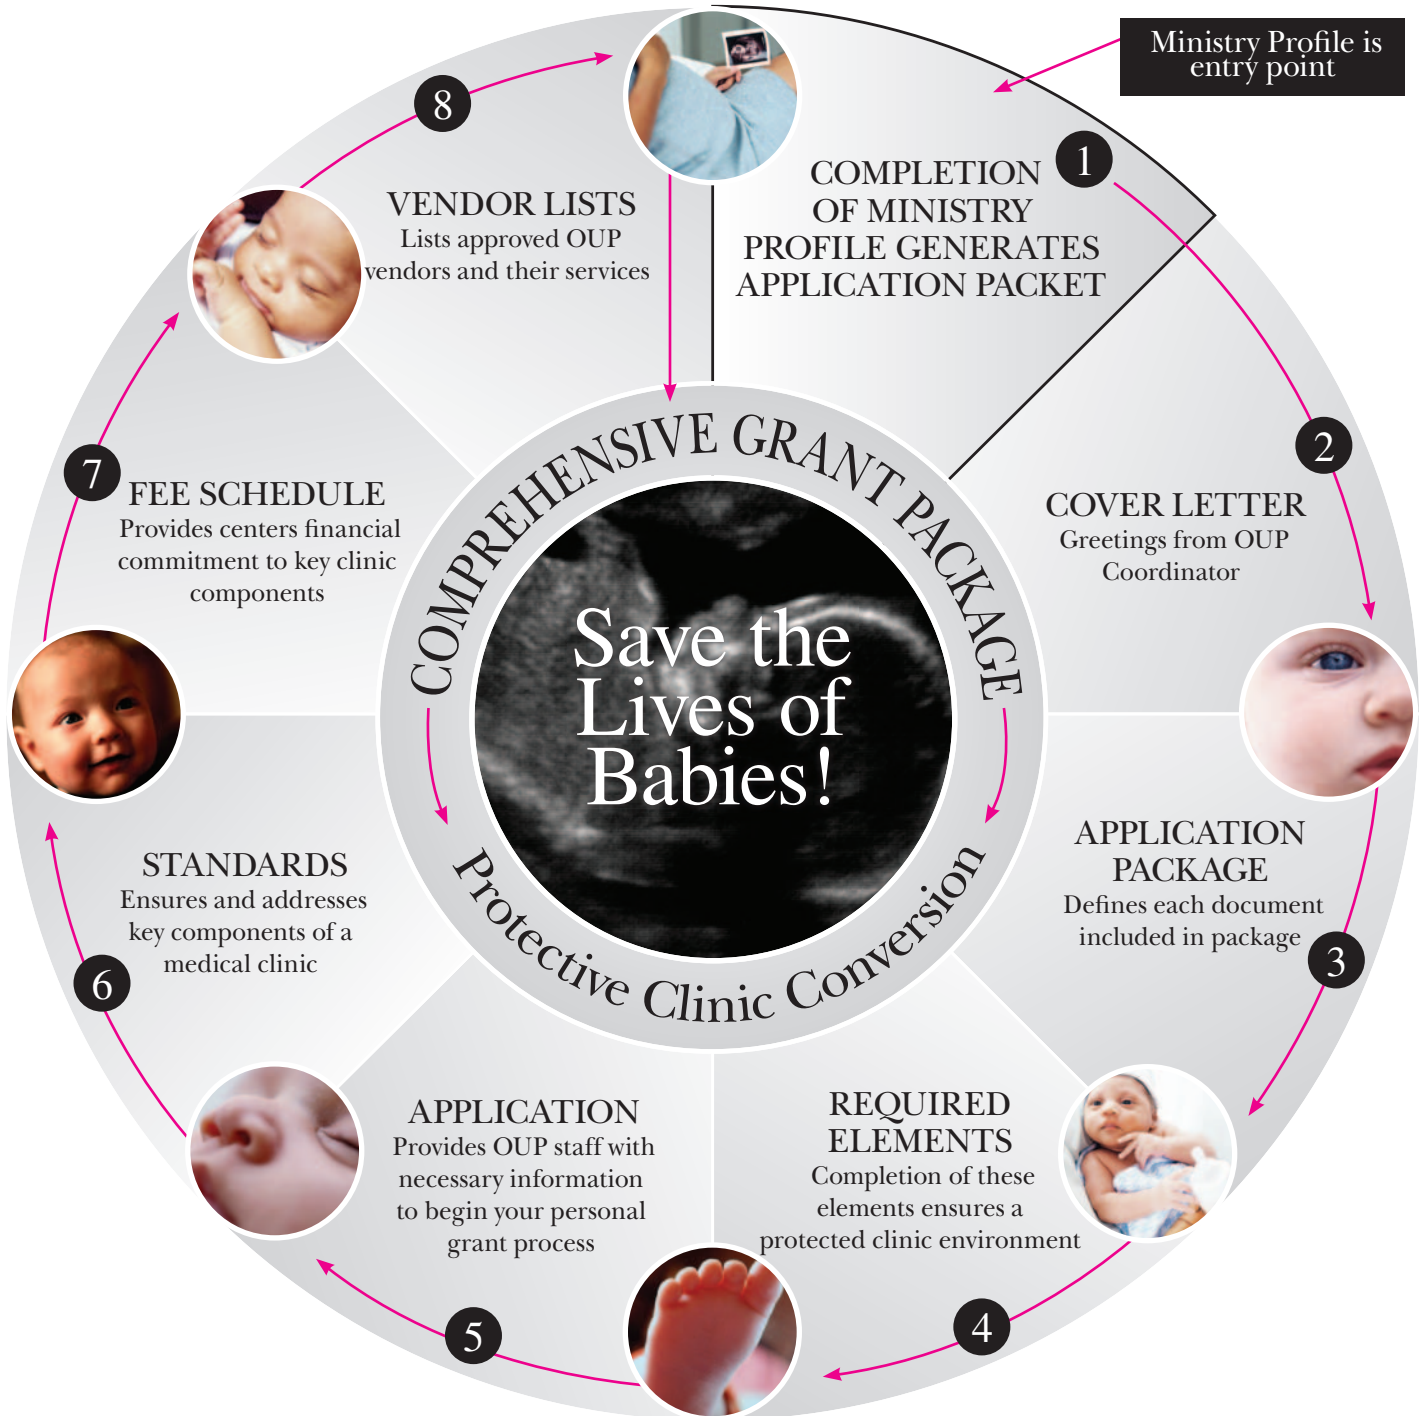 Ministry Profile is
entry point
1
COMPLETION
OF MINISTRY
PROFILE GENERATES
APPLICATION PACKET
2
COVER LETTER
Greetings from OUP
Coordinator
APPLICATION
PACKAGE
Defines each document
included in package
3
REQUIRED
ELEMENTS
Completion of these
elements ensures a
protected clinic environment
4
APPLICATION
Provides OUP staff with
necessary information
to begin your personal
grant process
5
STANDARDS
Ensures and addresses
key components of a
medical clinic
6
7
FEE SCHEDULE
Provides centers financial
commitment to key clinic
components
8
VENDOR LISTS
Lists approved OUP
vendors and their services
COMPREHENSIVE GRANT PACKAGE
Save the
Lives of
Babies!
Protective Clinic Conversion